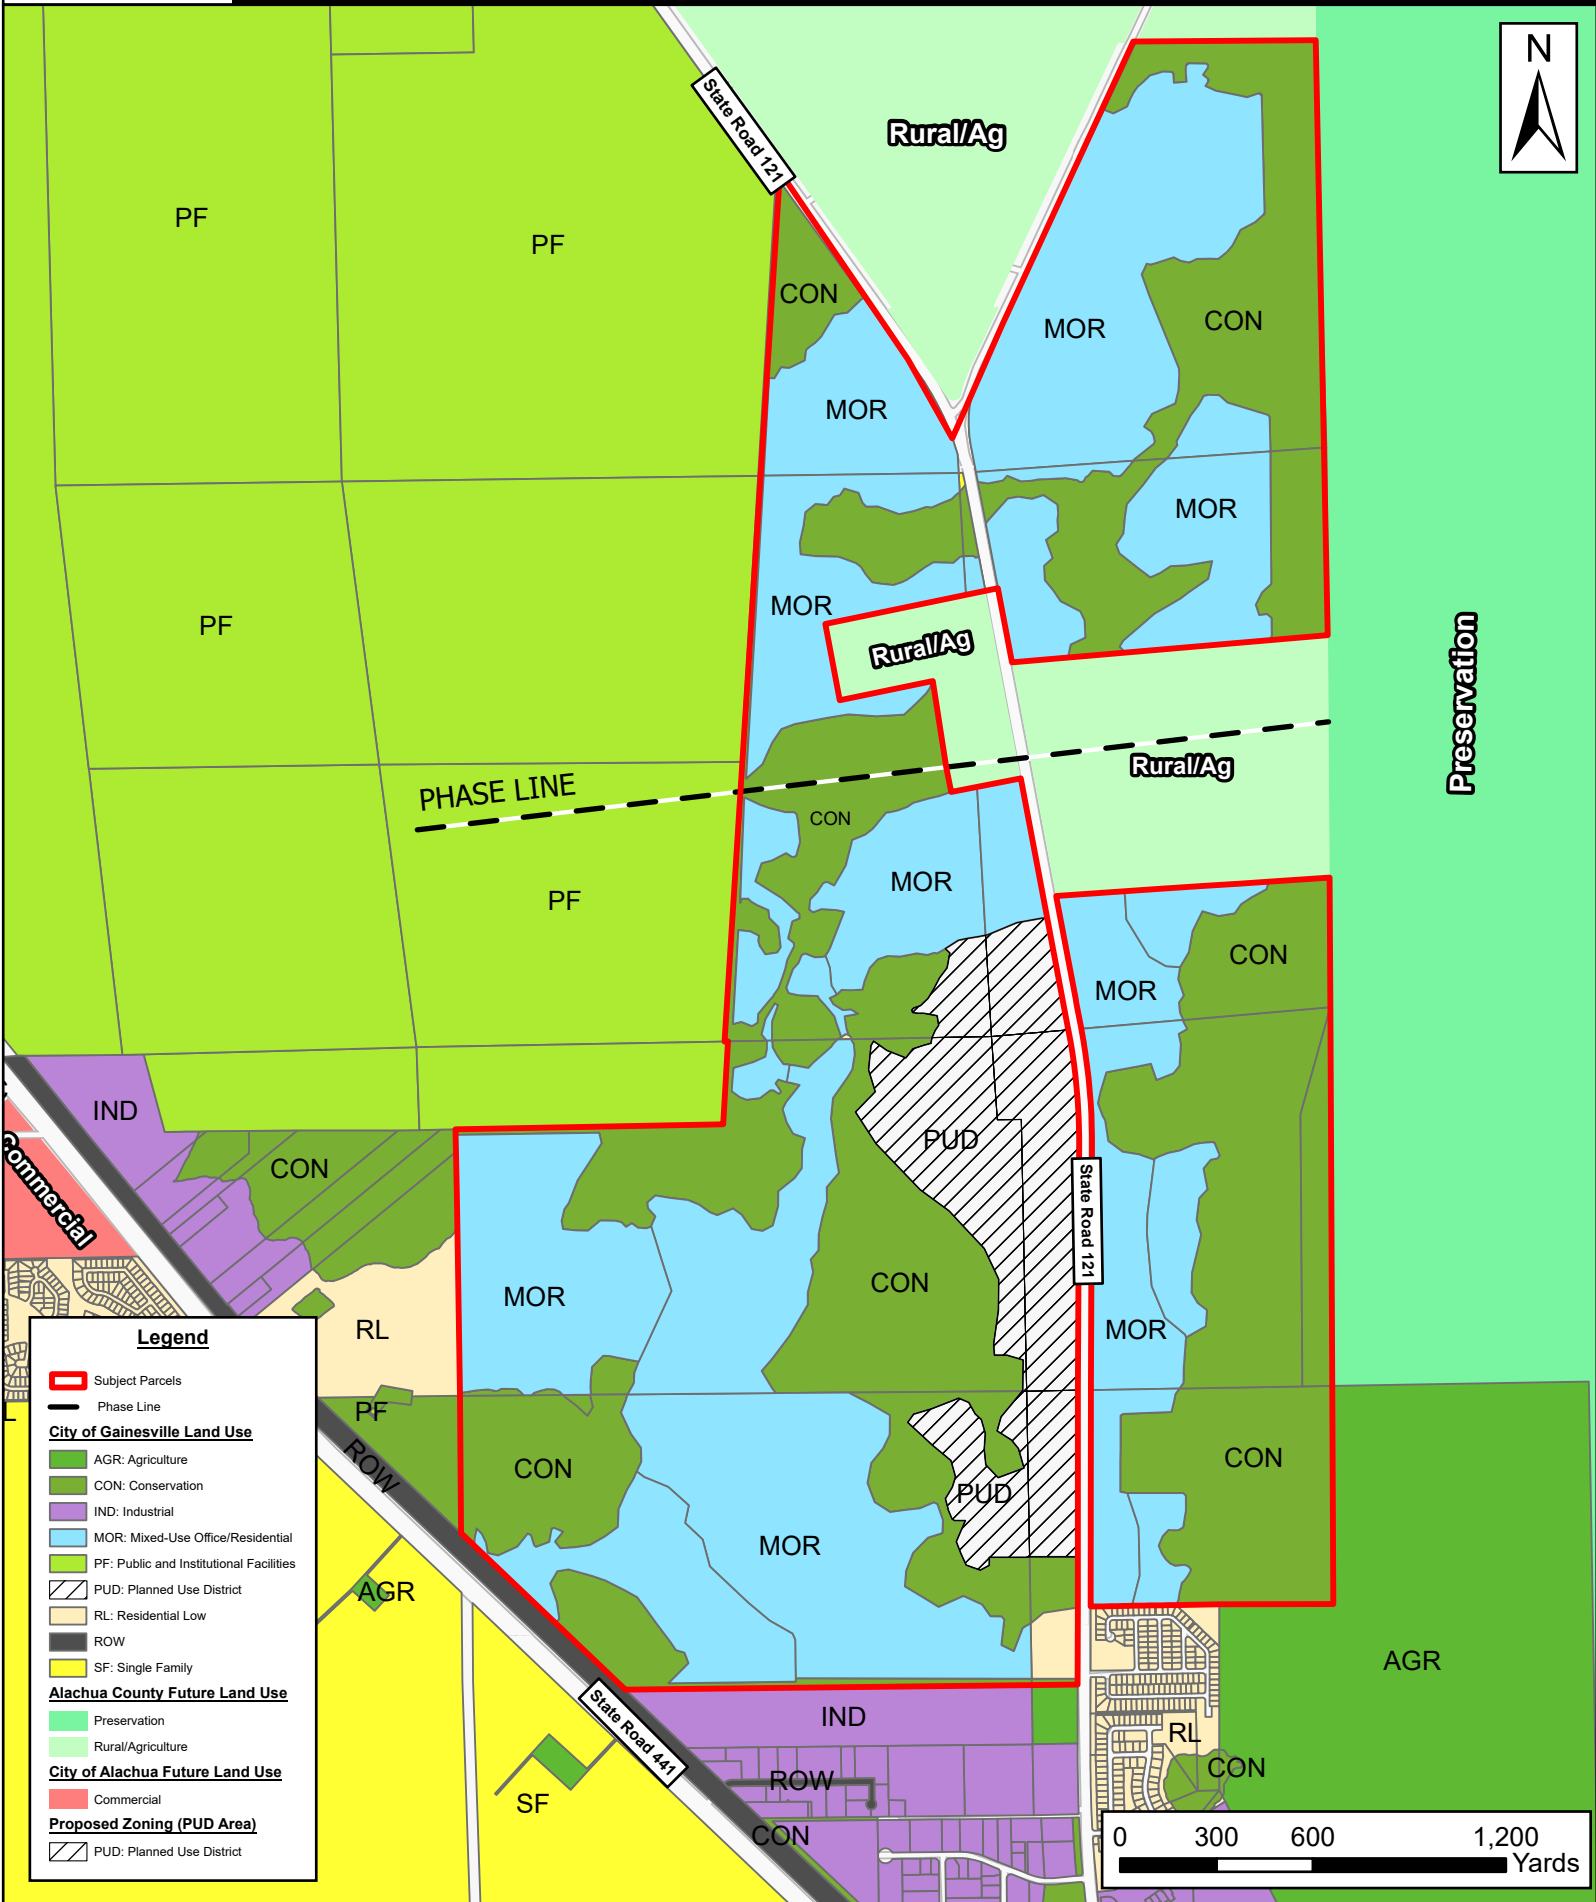 N
State Road 121
Rural/Ag
PF
PF
CON
MOR
CON
MOR
MOR
MOR
PF
Rural/Ag
Preservation
Rural/Ag
PHASE LINE
CON
MOR
PF
CON
MOR
IND
PUD
CON
Commercial
State Road 121
CON
MOR
MOR
RL
PF
ROW
CON
CON
PUD
MOR
AGR
AGR
IND
RL
CON
ROW
SF
CON
State Road 441
L
Legend
Subject Parcels
Phase Line
City of Gainesville Land Use
AGR: Agriculture
CON: Conservation
IND: Industrial
MOR: Mixed-Use Office/Residential
PF: Public and Institutional Facilities
PUD: Planned Use District
RL: Residential Low
ROW
SF: Single Family
Alachua County Future Land Use
Preservation
Rural/Agriculture
City of Alachua Future Land Use
Commercial
Proposed Zoning (PUD Area)
PUD: Planned Use District
0 300 600 1,200
Yards